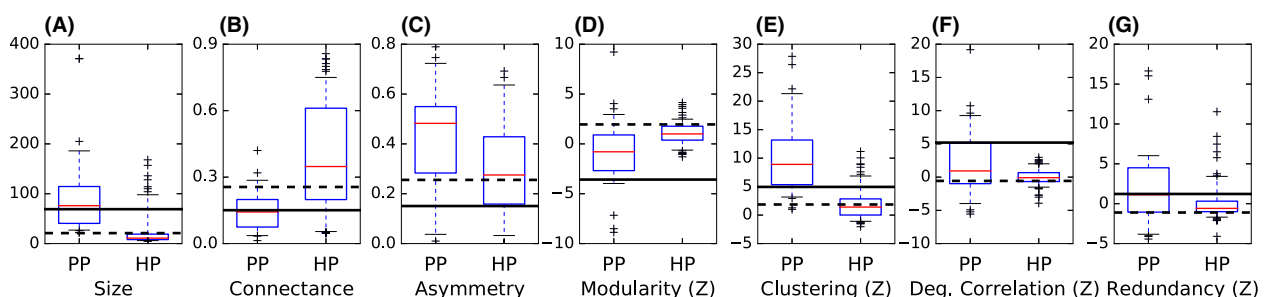 (A) (B) (C) (D) (E) (F) (G)
400 0.9 0.8 10 30 20 20
300 0.6 0.6 5 25 15 15
200 0.3 0.4 0 20 10 10
100 0.0 0.2 −5 15 5 5
0 0.0 −10 10 0 0
5 −5 −5
0 −10
−5
PP HP PP HP PP HP PP HP PP HP PP HP PP HP
Size Connectance Asymmetry Modularity (Z) Clustering (Z) Deg. Correlation (Z) Redundancy (Z)